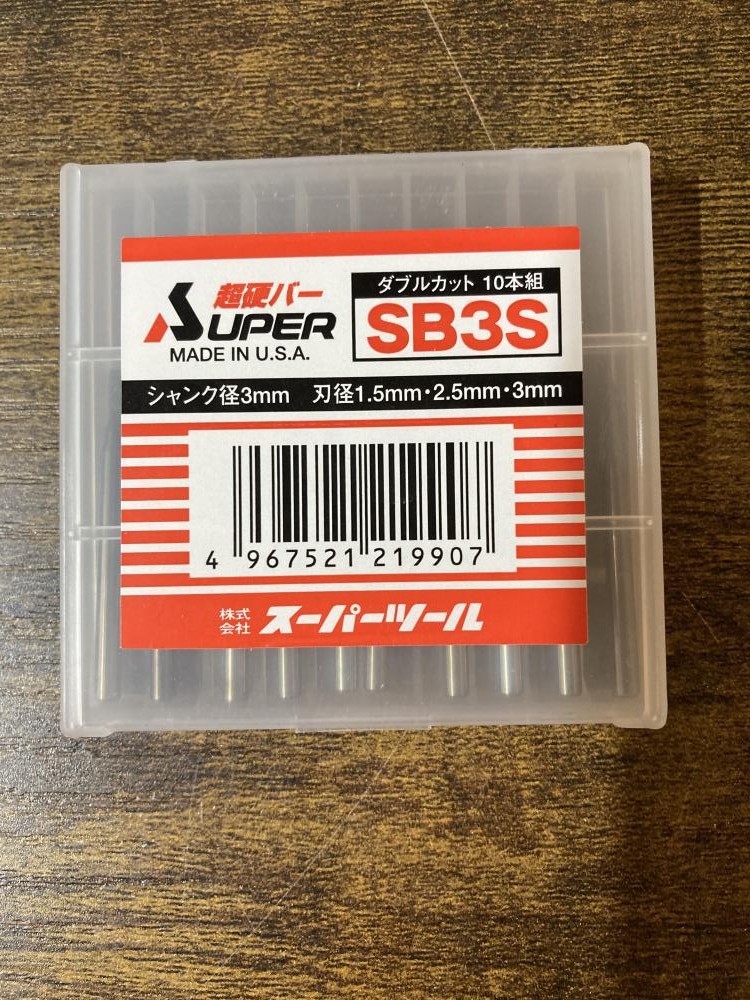 超硬バー
SUPER
MADE IN U.S.A.
ダブルカット 10本組
SB3S
シャンク径3mm 刃径1.5mm・2.5mm・3mm
4 967521 219907
株式会社 スーパーツール